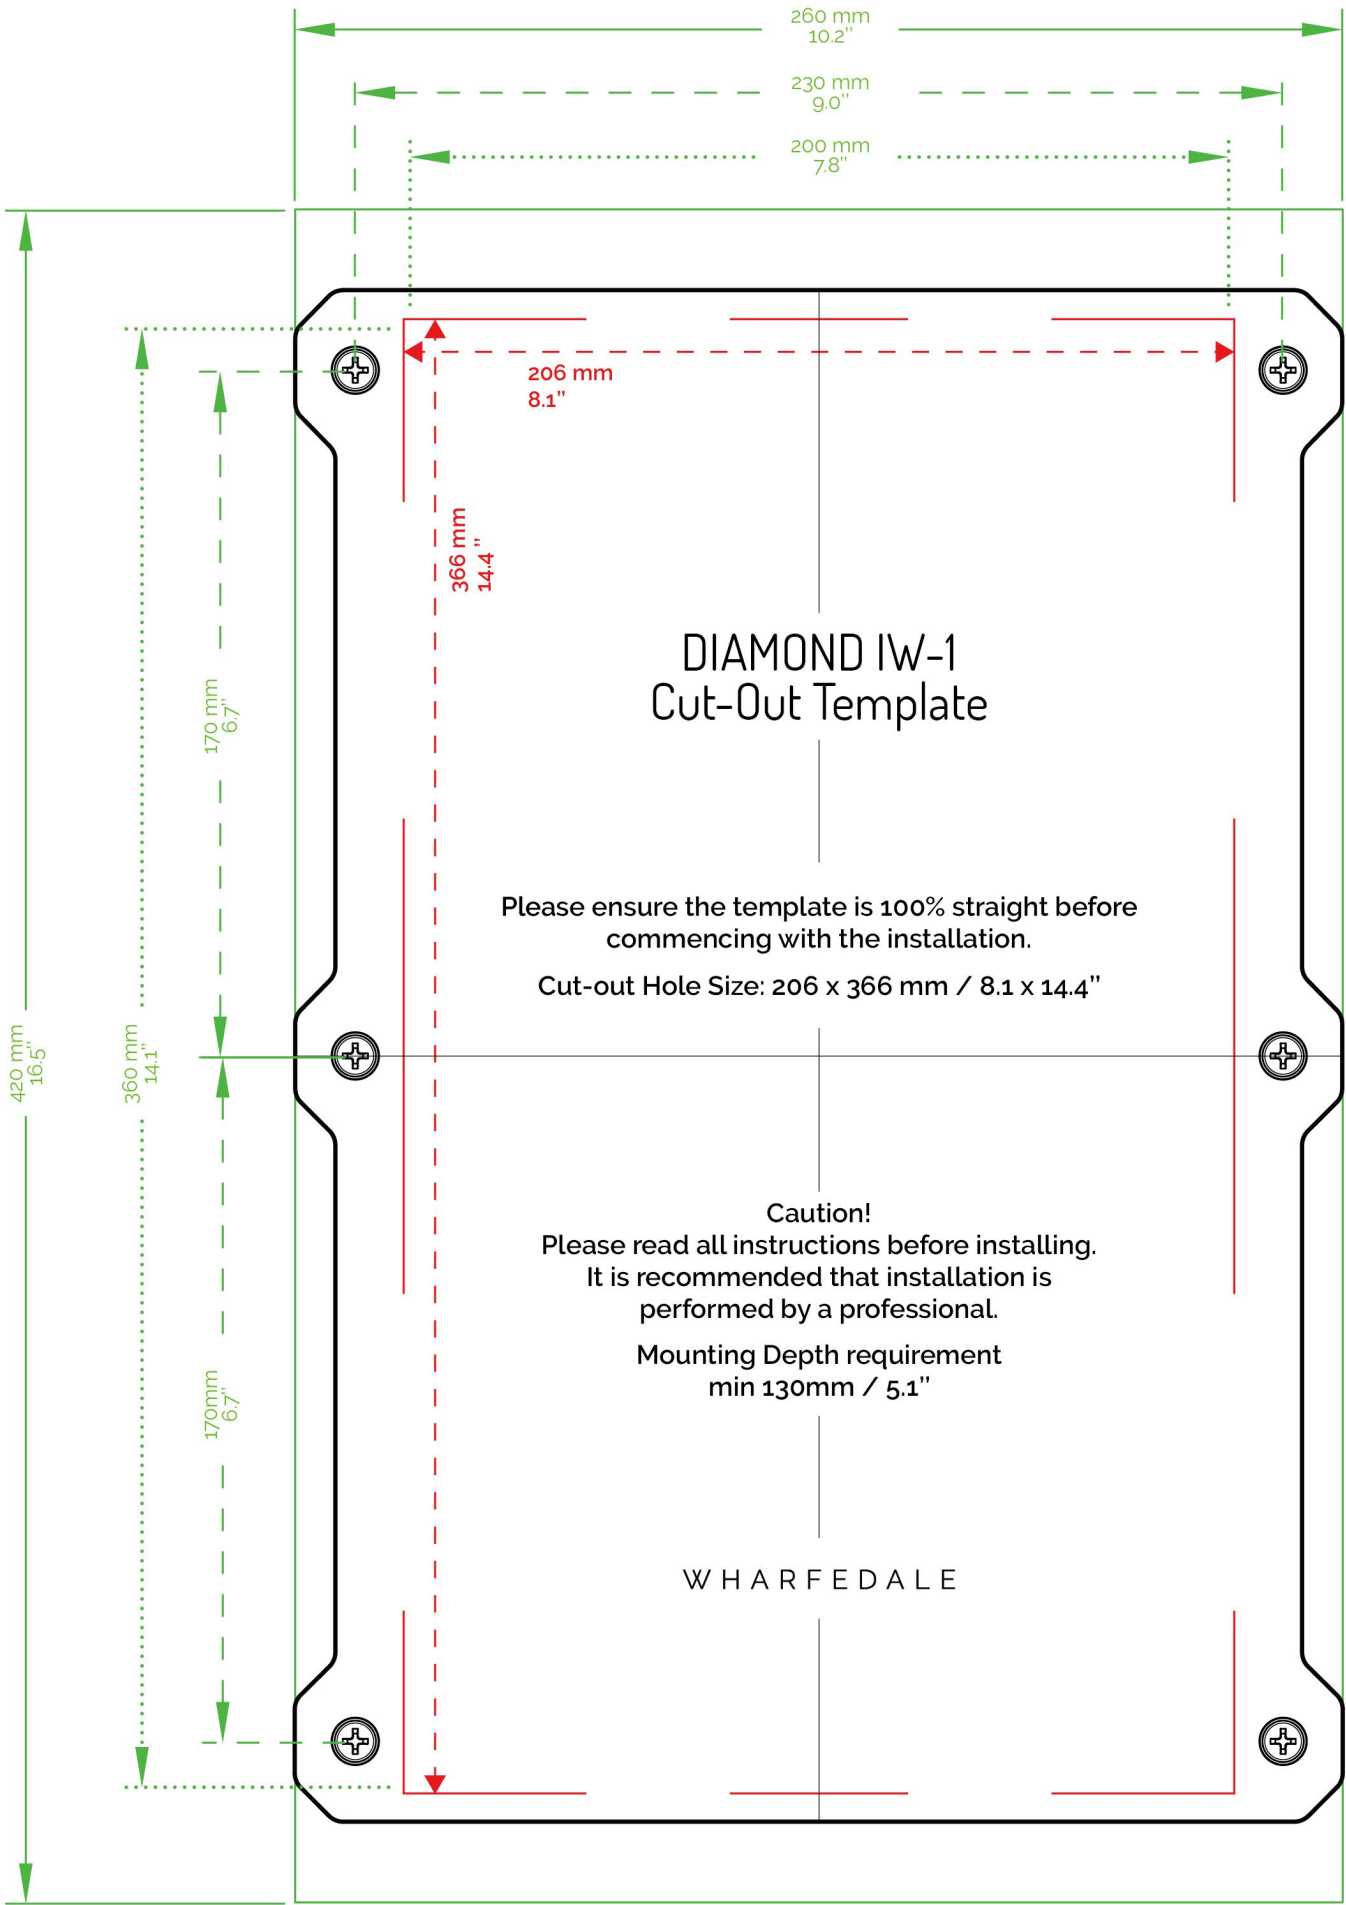 260 mm
10.2’’
230 mm
9.0’’
200 mm
7.8’’
206 mm
8.1’’
366 mm
14.4 ’’
DIAMOND IW-1
Cut-Out Template
170 mm
6.7’’
Please ensure the template is 100% straight before
commencing with the installation.
Cut-out Hole Size: 206 x 366 mm / 8.1 x 14.4’’
420 mm
16.5’’
360 mm
14.1’’
Caution!
Please read all instructions before installing.
It is recommended that installation is
performed by a professional.
Mounting Depth requirement
min 130mm / 5.1’’
170mm
6.7’’
WHARFEDALE